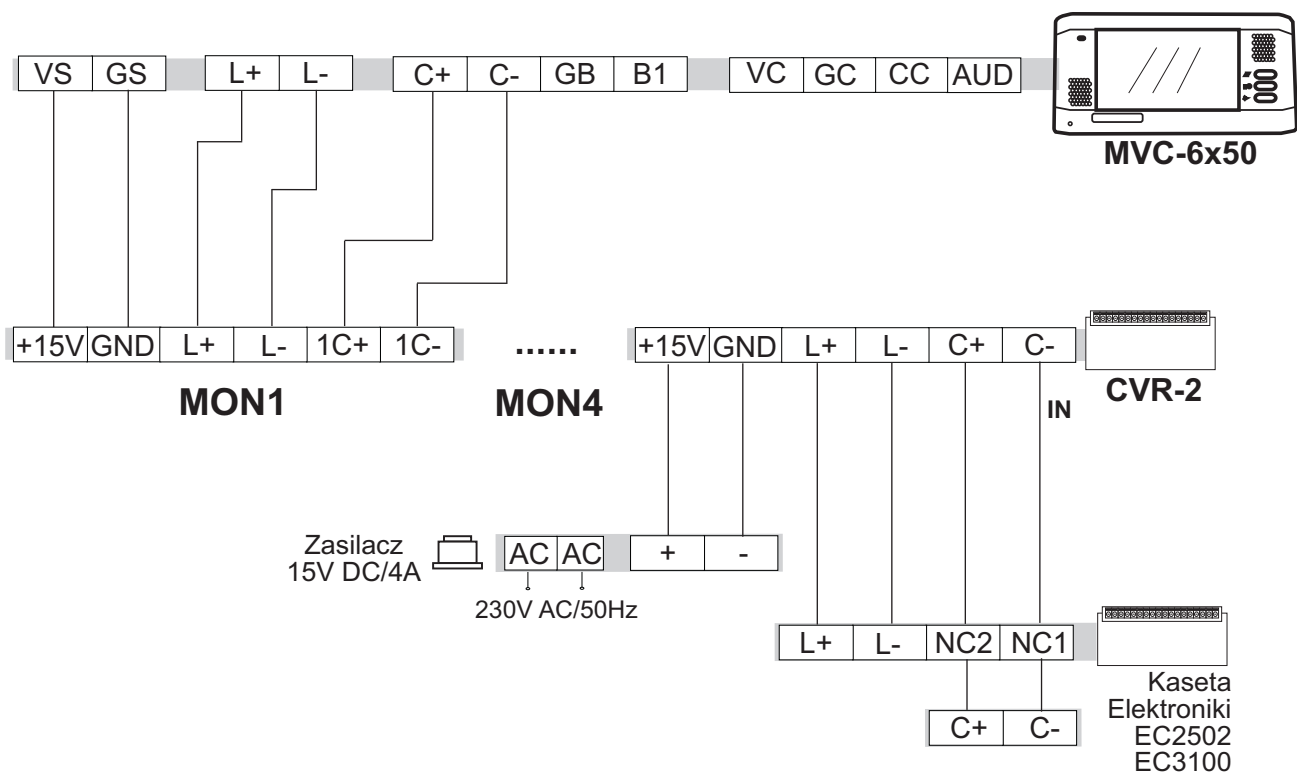 VS GS L+ L- C+ C- GB B1 VC GC CC AUD
MVC-6x50
+15V GND L+ L- 1C+ 1C- ...... +15V GND L+ L- C+ C-
MON1 MON4 IN CVR-2
Zasilacz
15V DC/4A
AC AC + -
230V AC/50Hz
L+ L- NC2 NC1
C+ C-
Kaseta
Elektroniki
EC2502
EC3100